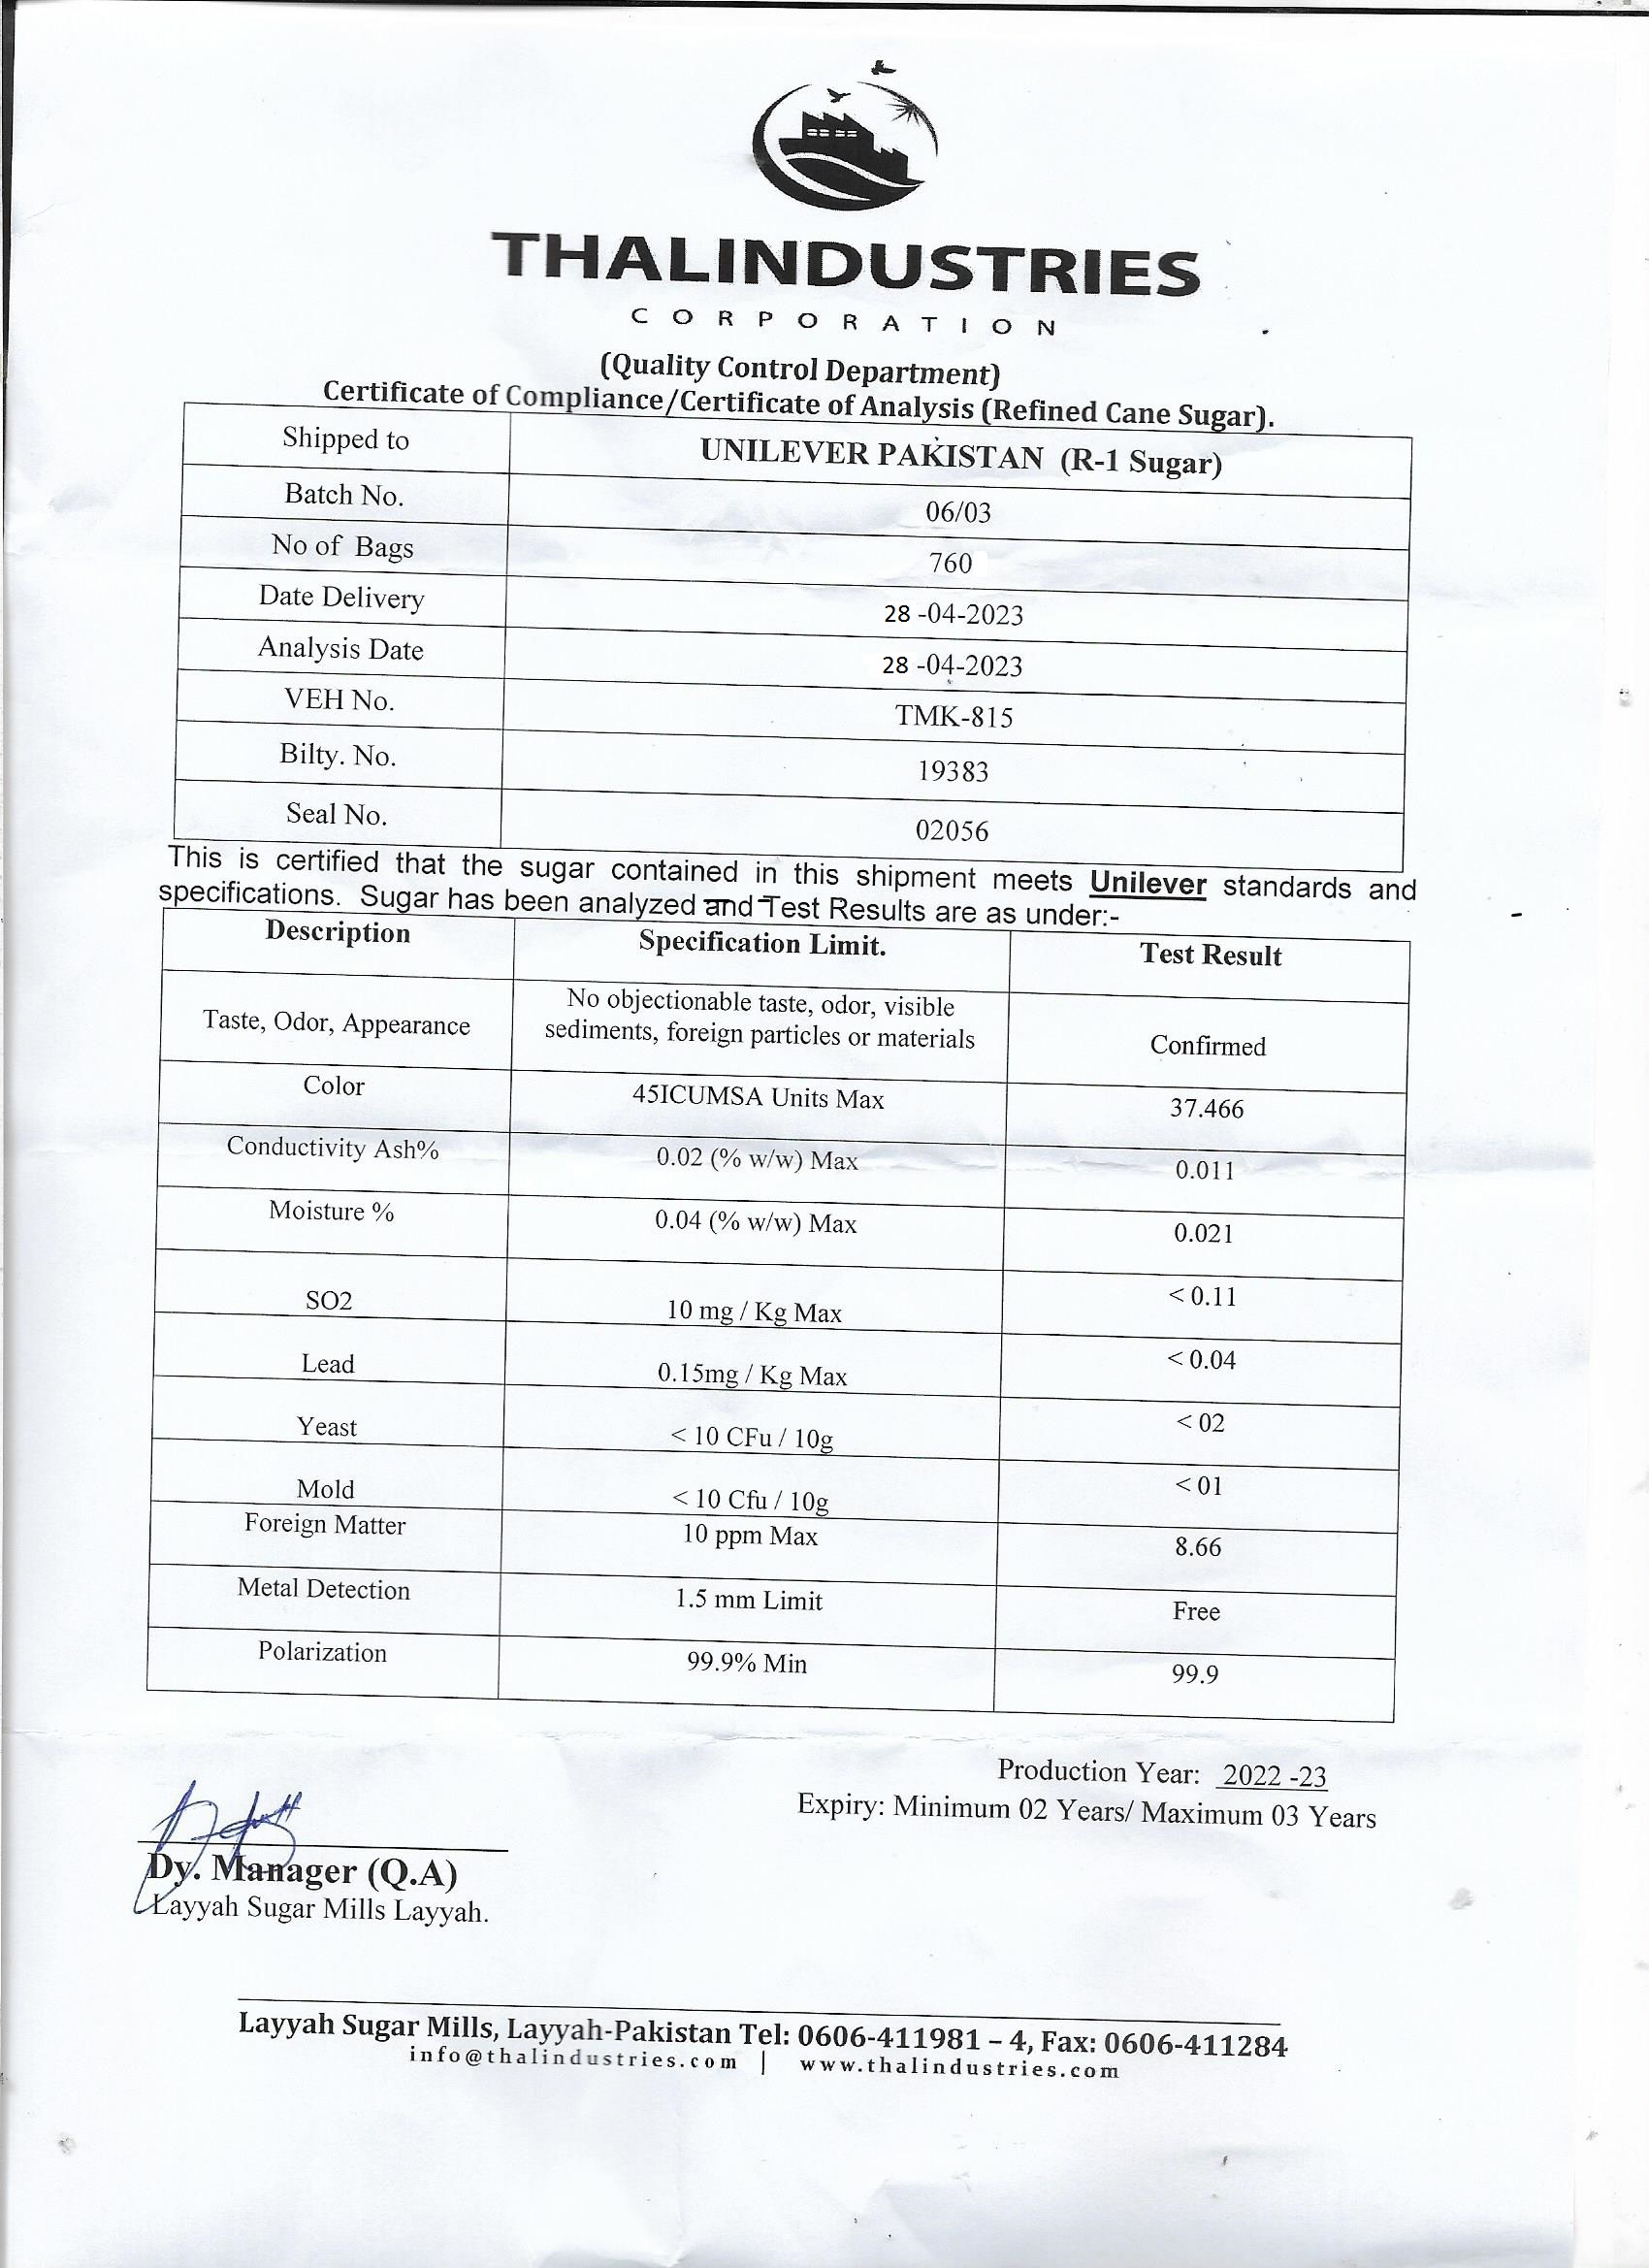 THALINDUSTRIES
CORPORATION
(Quality Control Department)
Certificate of Compliance/Certificate of Analysis (Refined Cane Sugar).
Shipped to UNILEVER PAKISTAN (R-1 Sugar)
Batch No. 06/03
No of Bags 760
Date Delivery 28 -04-2023
Analysis Date 28 -04-2023
VEH No. TMK-815
Bilty. No. 19383
Seal No. 02056
This is certified that the sugar contained in this shipment meets Unilever standards and
specifications. Sugar has been analyzed and Test Results are as under:-
Description Specification Limit. Test Result
Taste, Odor, Appearance No objectionable taste, odor, visible
sediments, foreign particles or materials Confirmed
Color 45ICUMSA Units Max 37.466
Conductivity Ash% 0.02 (% w/w) Max 0.011
Moisture % 0.04 (% w/w) Max 0.021
SO2 10 mg / Kg Max < 0.11
Lead 0.15mg / Kg Max < 0.04
Yeast < 10 CFu / 10g < 02
Mold < 10 Cfu / 10g < 01
Foreign Matter 10 ppm Max 8.66
Metal Detection 1.5 mm Limit Free
Polarization 99.9% Min 99.9
Production Year: 2022 -23
Expiry: Minimum 02 Years/ Maximum 03 Years
Dy. Manager (Q.A)
Layyah Sugar Mills Layyah.
Layyah Sugar Mills, Layyah-Pakistan Tel: 0606-411981 – 4, Fax: 0606-411284
info@thalindustries.com | www.thalindustries.com